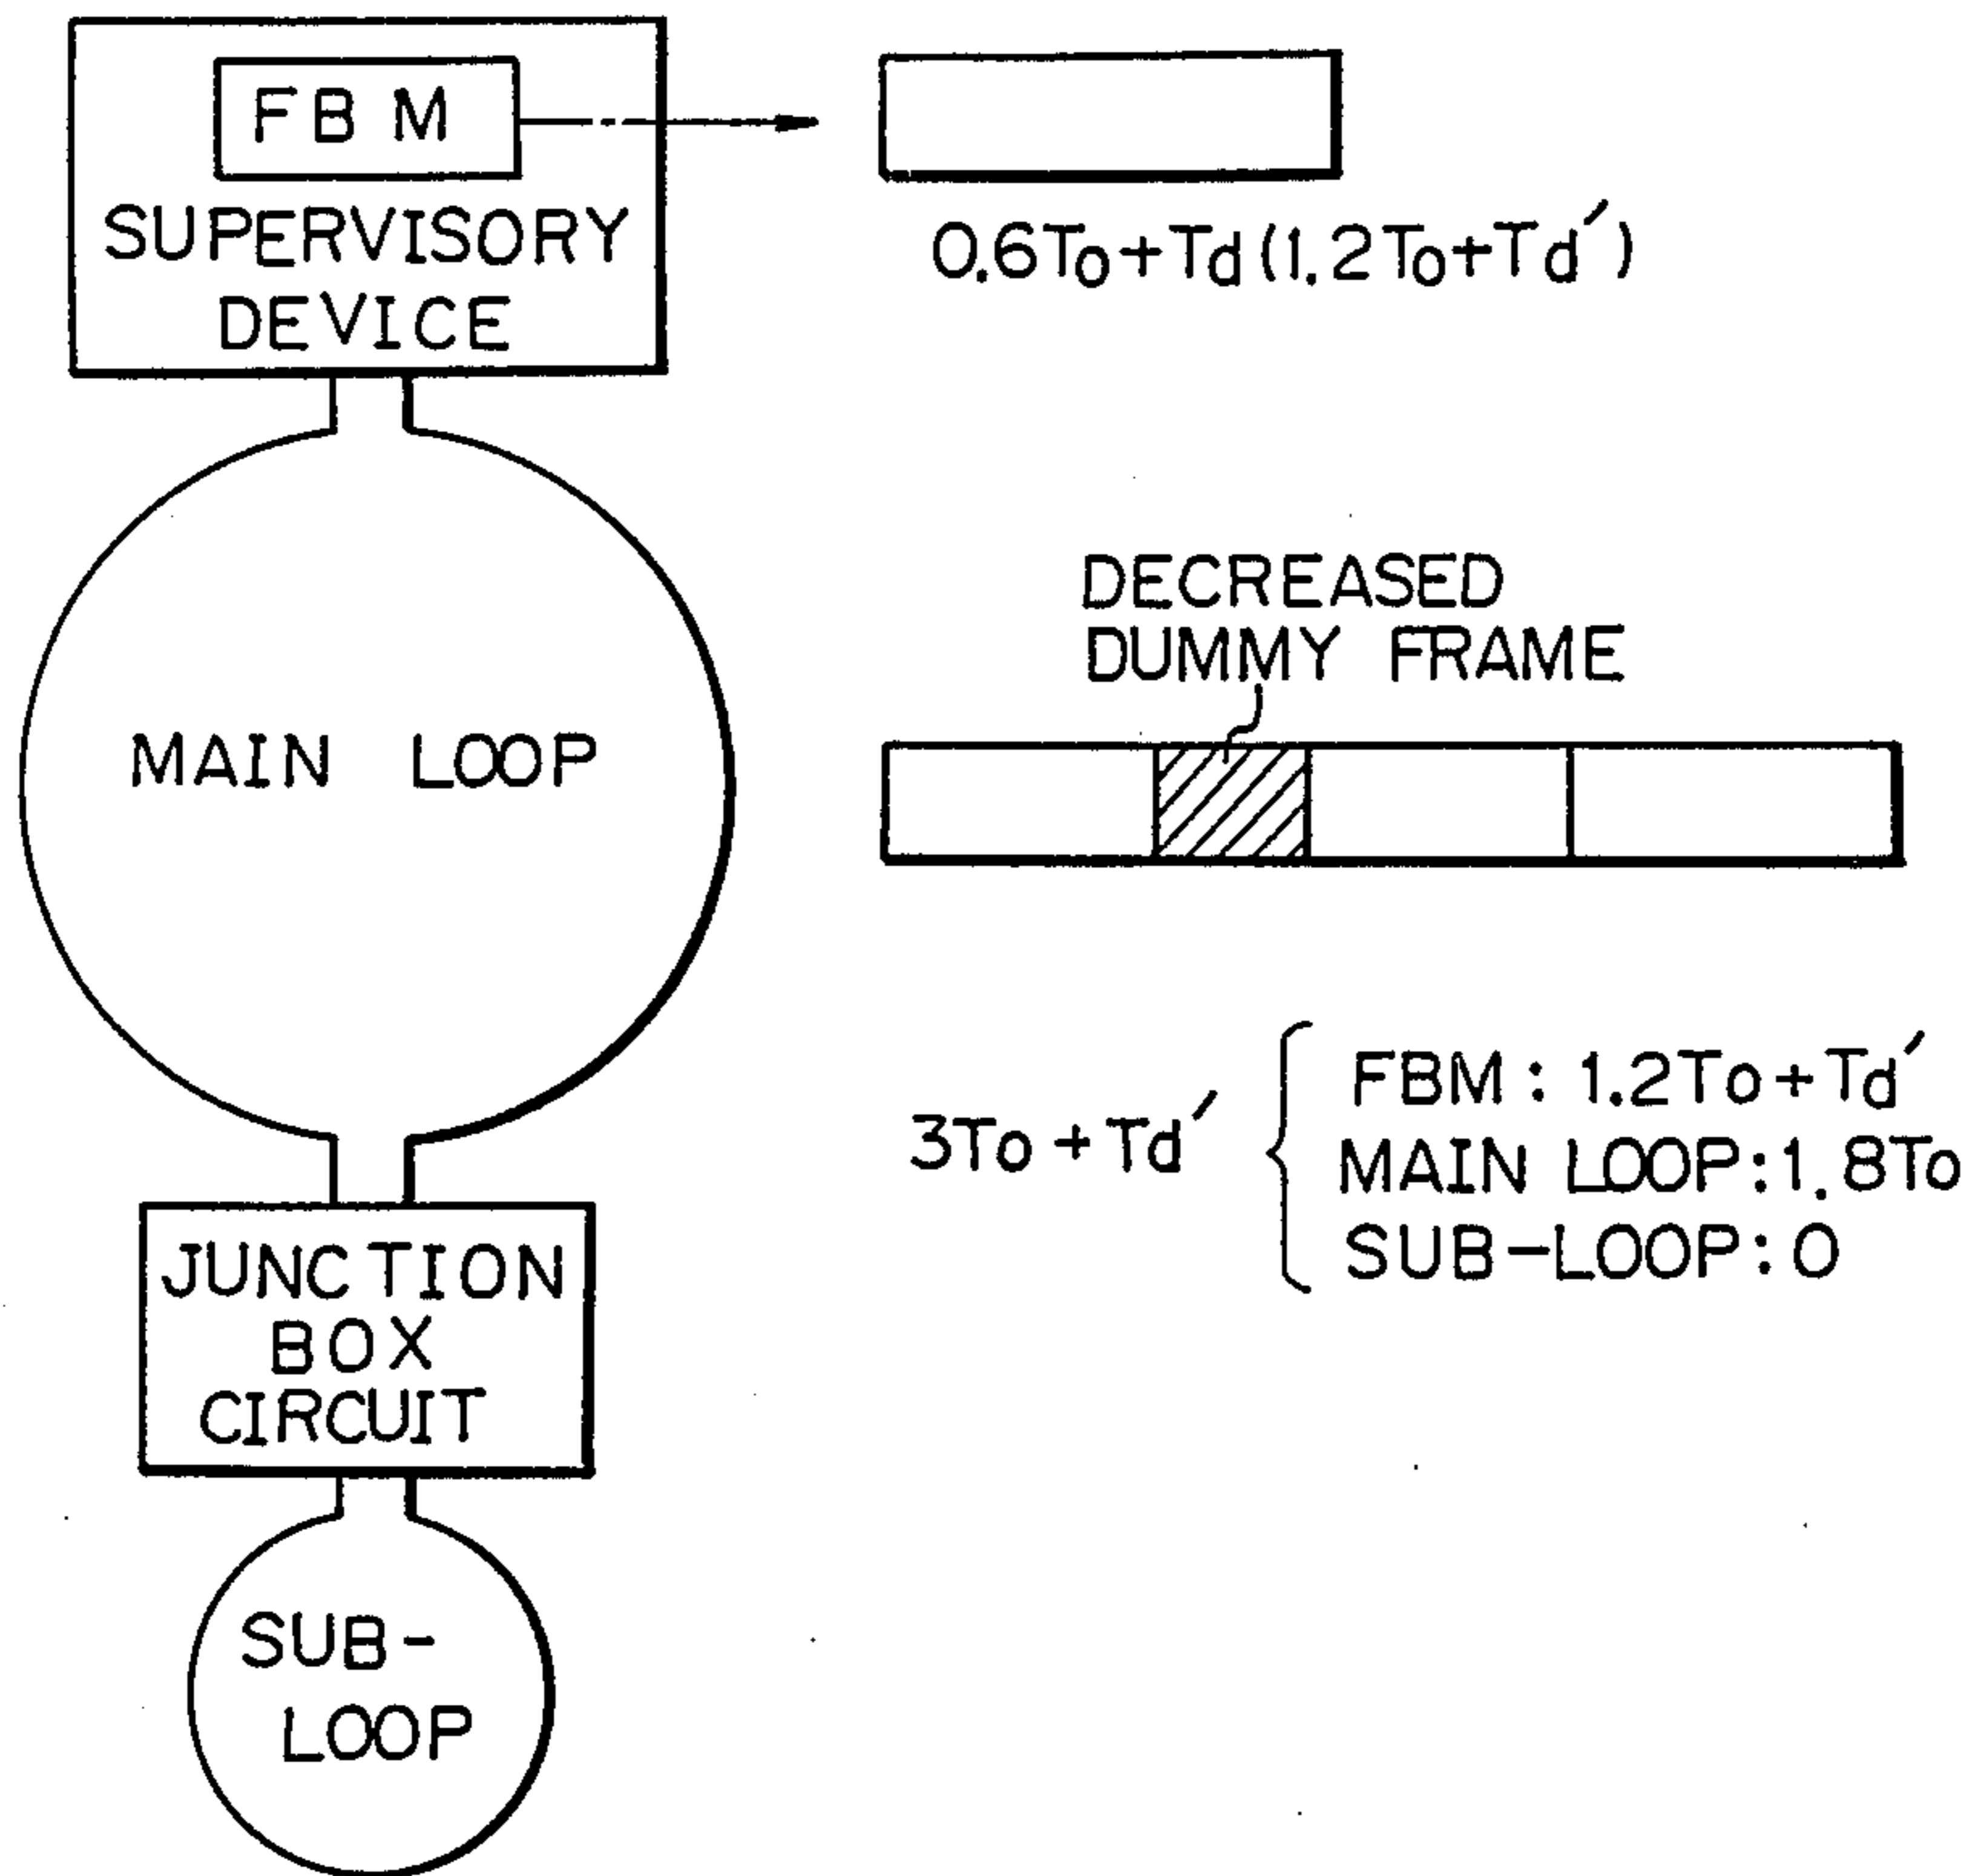 FBM
SUPERVISORY
DEVICE
0.6To+Td(1.2To+Td′)
MAIN LOOP
DECREASED
DUMMY FRAME
3To+Td′
FBM: 1.2To+Td′
MAIN LOOP:1.8To
SUB-LOOP:0
JUNCTION
BOX
CIRCUIT
SUB-
LOOP